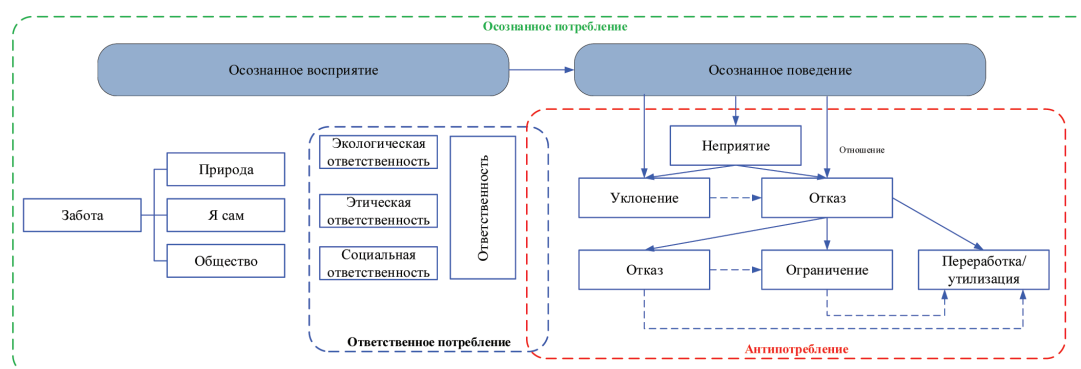 Осознанное потребление
Осознанное восприятие
Осознанное поведение
Забота
Природа
Я сам
Общество
Экологическая
ответственность
Этическая
ответственность
Социальная
ответственность
Ответственность
Ответственное потребление
Неприятие
Отношение
Уклонение
Отказ
Отказ
Ограничение
Переработка/
утилизация
Антипотребление